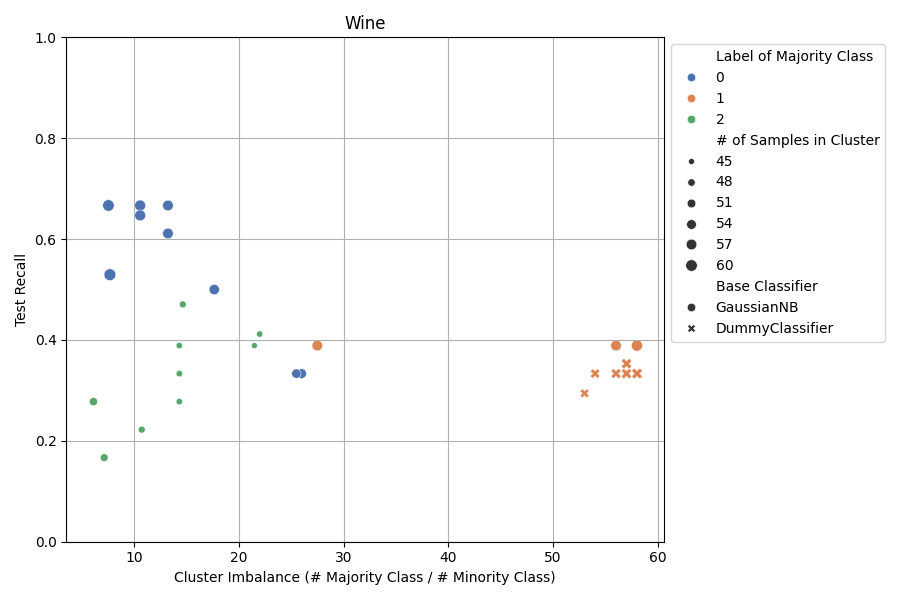 Wine
Test Recall
1.0
0.8
0.6
0.4
0.2
0.0
10
20
30
40
50
60
Cluster Imbalance (# Majority Class / # Minority Class)
Label of Majority Class
0
1
2
# of Samples in Cluster
45
48
51
54
57
60
Base Classifier
GaussianNB
DummyClassifier